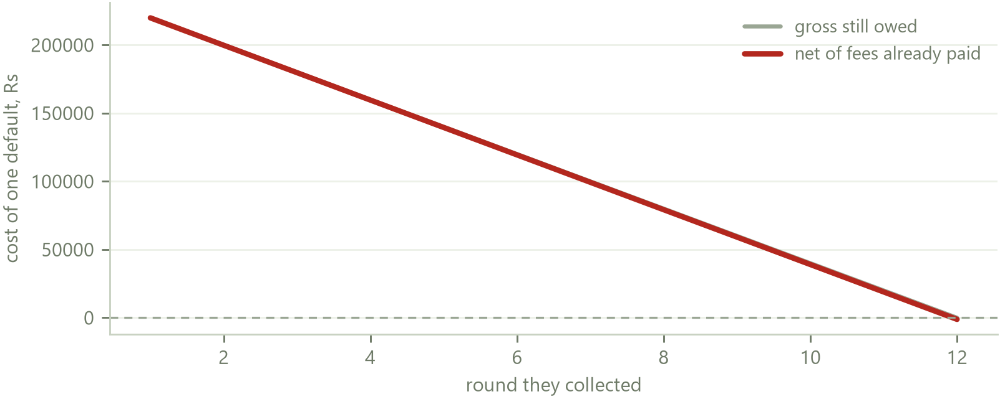 gross still owed
net of fees already paid
cost of one default, Rs
200000
150000
100000
50000
0
2 4 6 8 10 12
round they collected